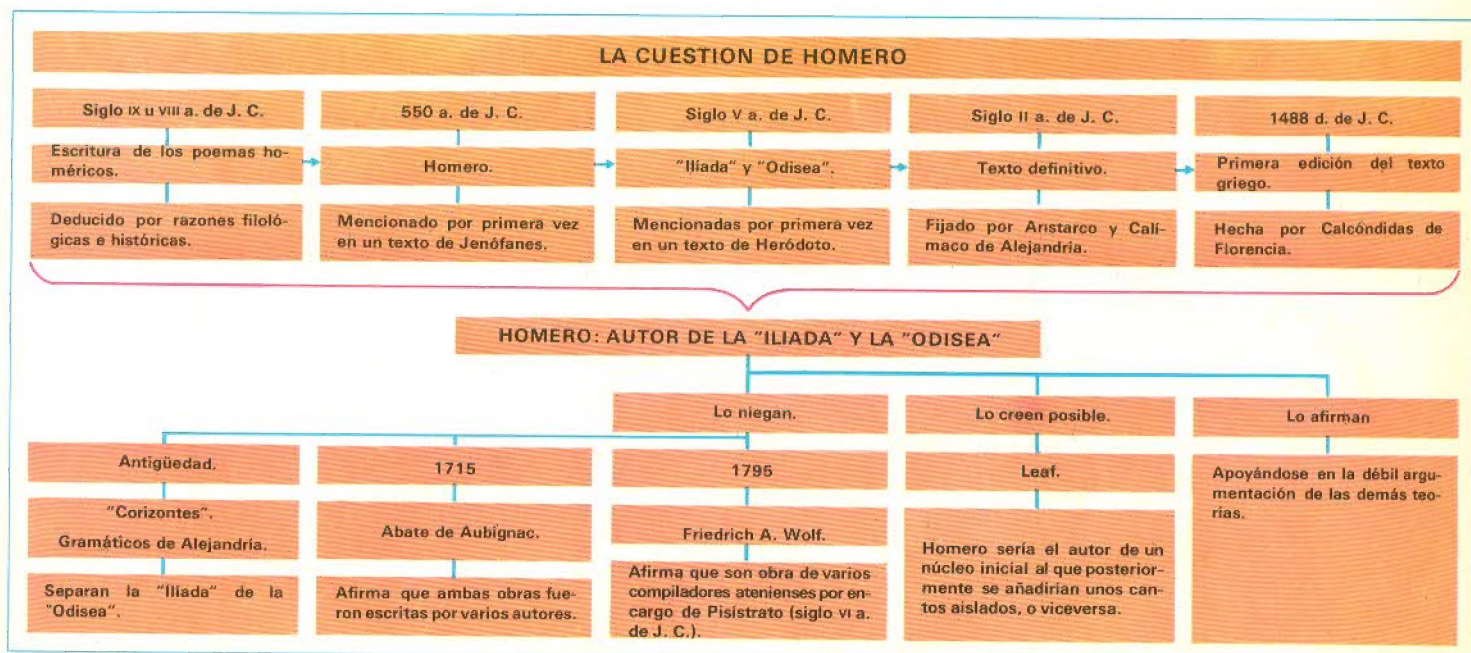 LA CUESTION DE HOMERO
Siglo IX u VIII a. de J. C.
Escritura de los poemas ho-
méricos.
Deducido por razones filoló-
gicas e históricas.
550 a. de J. C.
Homero.
Mencionado por primera vez
en un texto de Jenófanes.
Siglo V a. de J. C.
"Ilíada" y "Odisea".
Mencionadas por primera vez
en un texto de Heródoto.
Siglo II a. de J. C.
Texto definitivo.
Fijado por Aristarco y Calí-
maco de Alejandría.
1488 d. de J. C.
Primera edición del texto
griego.
Hecha por Calcóndidas de
Florencia.
HOMERO: AUTOR DE LA "ILIADA" Y LA "ODISEA"
Lo niegan.
Antigüedad.
"Corizontes".
Gramáticos de Alejandría.
Separan la "Ilíada" de la
"Odisea".
1715
Abate de Aubignac.
Afirma que ambas obras fue-
ron escritas por varios autores.
1795
Friedrich A. Wolf.
Afirma que son obra de varios
compiladores atenienses por en-
cargo de Pisístrato (siglo VI a.
de J. C.).
Lo creen posible.
Leaf.
Homero sería el autor de un
núcleo inicial al que posterior-
mente se añadirían unos can-
tos aislados, o viceversa.
Lo afirman
Apoyándose en la débil argu-
mentación de las demás teo-
rías.